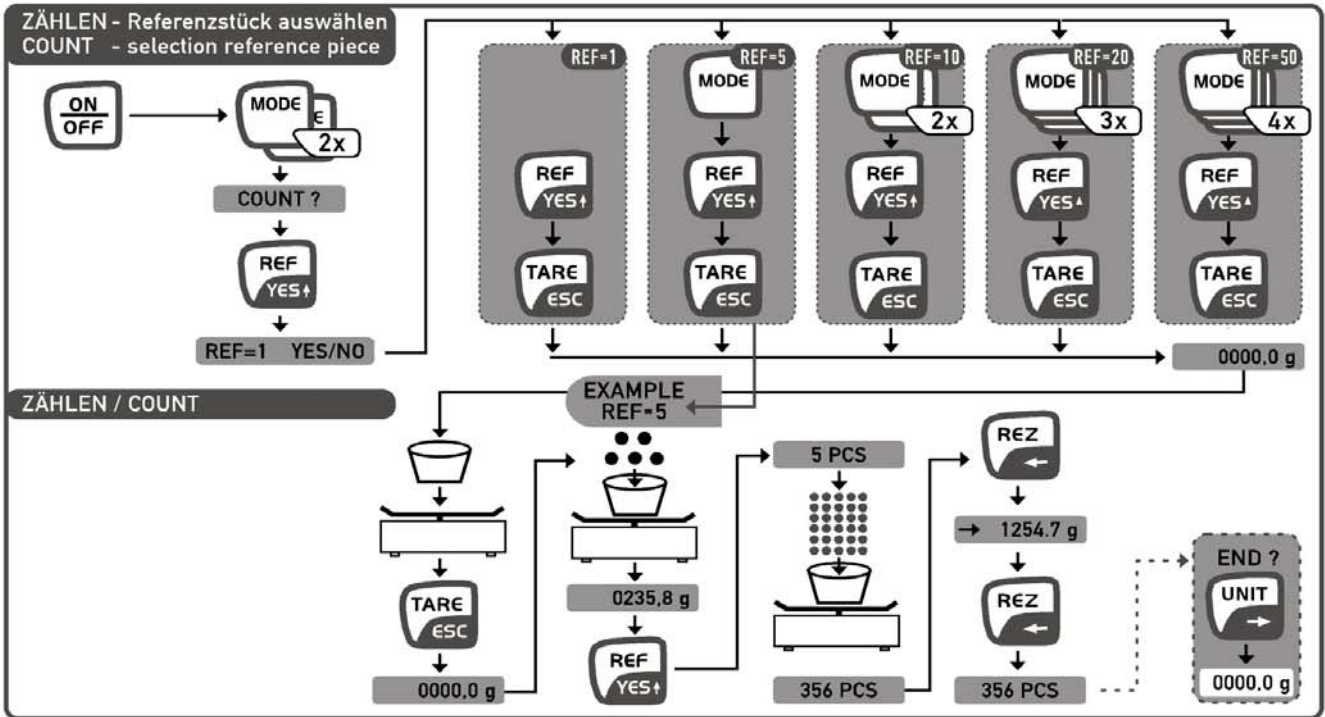 ZÄHLEN - Referenzstück auswählen
COUNT - selection reference piece
ON
OFF
MODE
E
2x
COUNT ?
REF
YES
REF=1 YES/NO
REF=1
REF
YES
TARE
ESC
REF=5
MODE
REF
YES
TARE
ESC
REF=10
MODE
2x
REF
YES
TARE
ESC
REF=20
MODE
3x
REF
YES
TARE
ESC
REF=50
MODE
4x
REF
YES
TARE
ESC
0000,0 g
ZÄHLEN / COUNT
TARE
ESC
0000,0 g
EXAMPLE
REF=5
0235,8 g
REF
YES
5 PCS
356 PCS
REZ
1254.7 g
REZ
356 PCS
END ?
UNIT
0000.0 g